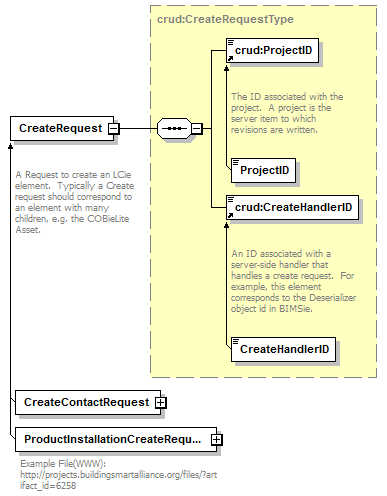 crud:CreateRequestType
crud:ProjectID
The ID associated with the
project. A project is the
server item to which
revisions are written.
CreateRequest
ProjectID
A Request to create an LCie
element. Typically a Create
request should correspond to
an element with many
children, e.g. the COBieLite
Asset.
crud:CreateHandlerID
An ID associated with a
server-side handler that
handles a create request. For
example, this element
corresponds to the Deserializer
object id in BIMSie.
CreateHandlerID
CreateContactRequest
ProductInstallationCreateRequ...
Example File(WWW):
http://projects.buildingsmartalliance.org/files/?art
ifact_id=6258